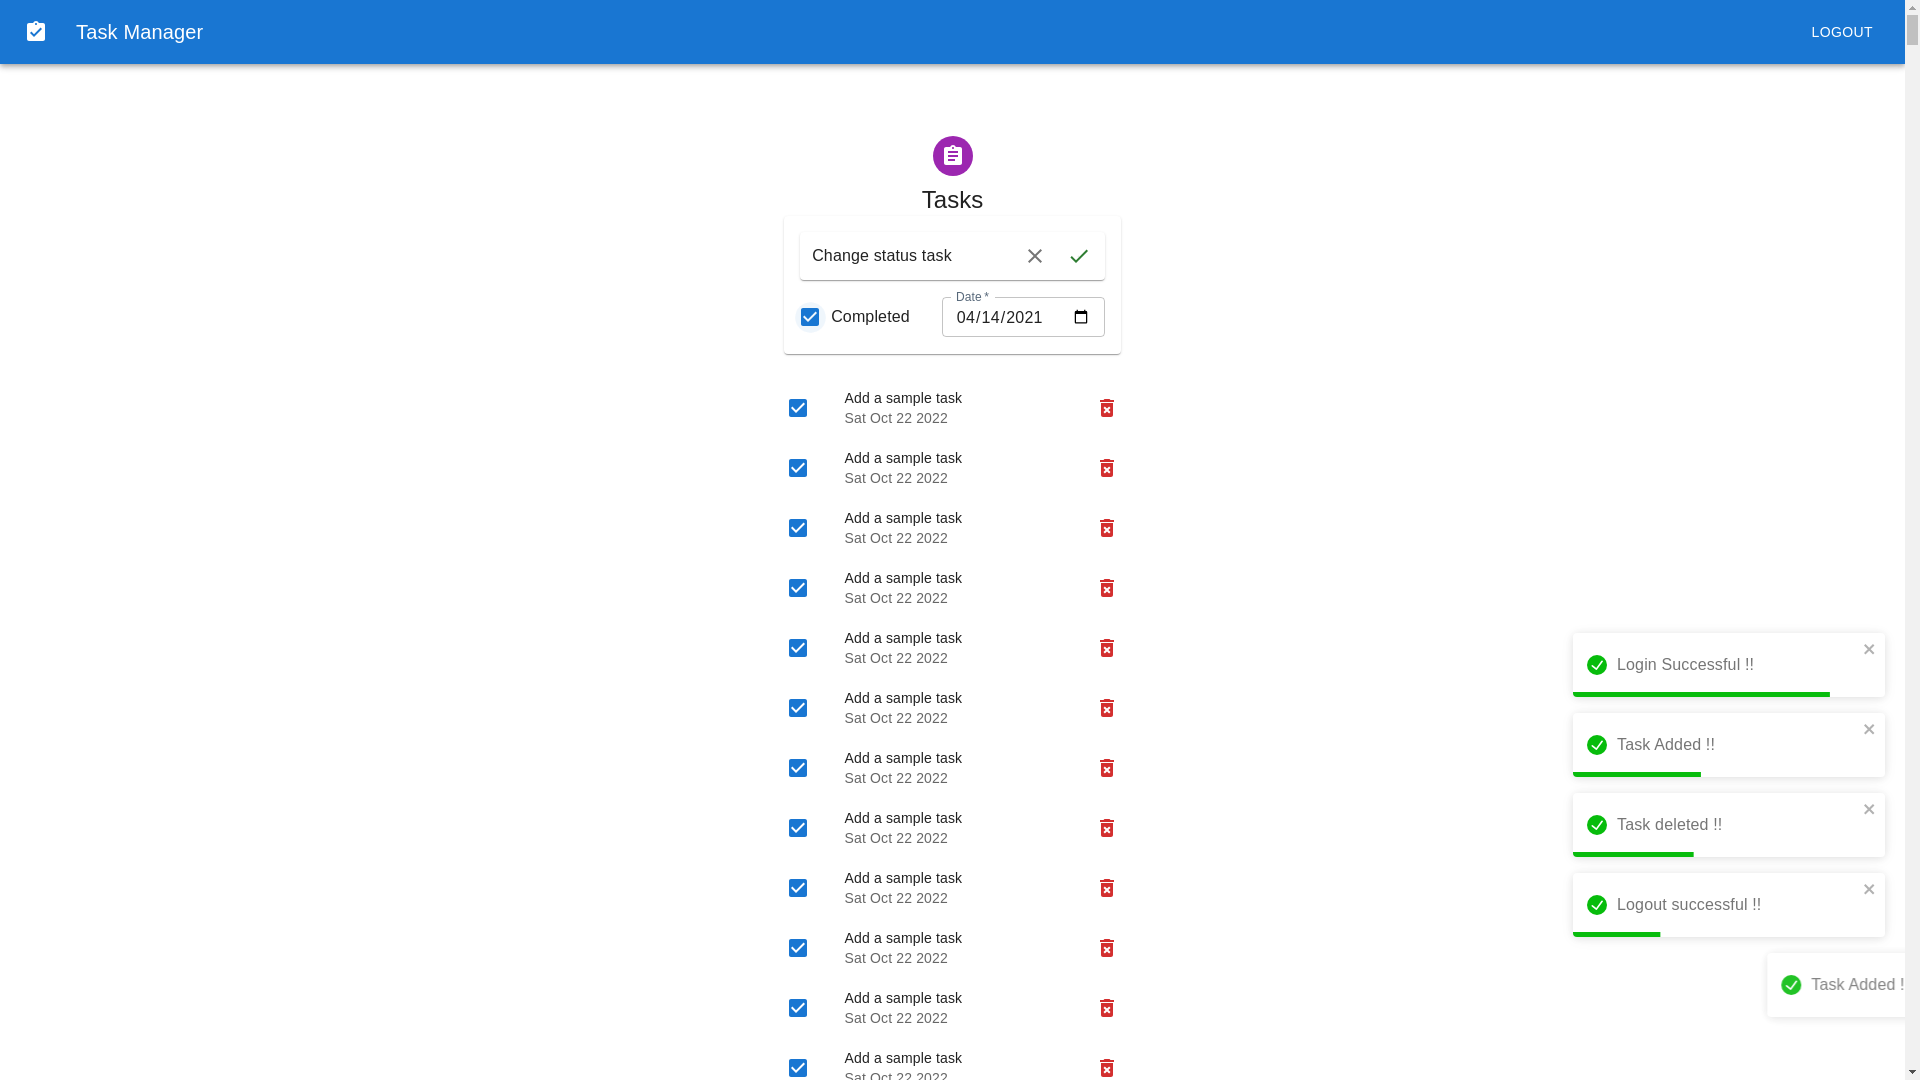 Task Manager
LOGOUT
Tasks
Change status task
Completed
Date *
04/14/2021
Add a sample task
Sat Oct 22 2022
Add a sample task
Sat Oct 22 2022
Add a sample task
Sat Oct 22 2022
Add a sample task
Sat Oct 22 2022
Add a sample task
Sat Oct 22 2022
Add a sample task
Sat Oct 22 2022
Add a sample task
Sat Oct 22 2022
Add a sample task
Sat Oct 22 2022
Add a sample task
Sat Oct 22 2022
Add a sample task
Sat Oct 22 2022
Add a sample task
Sat Oct 22 2022
Add a sample task
Sat Oct 22 2022
Login Successful !!
Task Added !!
Task deleted !!
Logout successful !!
Task Added !